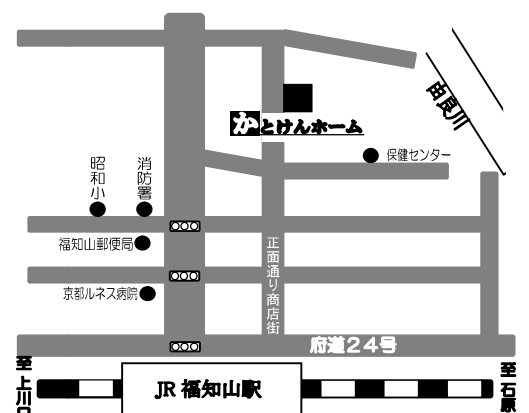 由良川
かとけんホーム
保健センター
昭和小
消防署
福知山郵便局
正面通り商店街
京都ルネス病院
府道24号
至上川口
JR 福知山駅
至石原